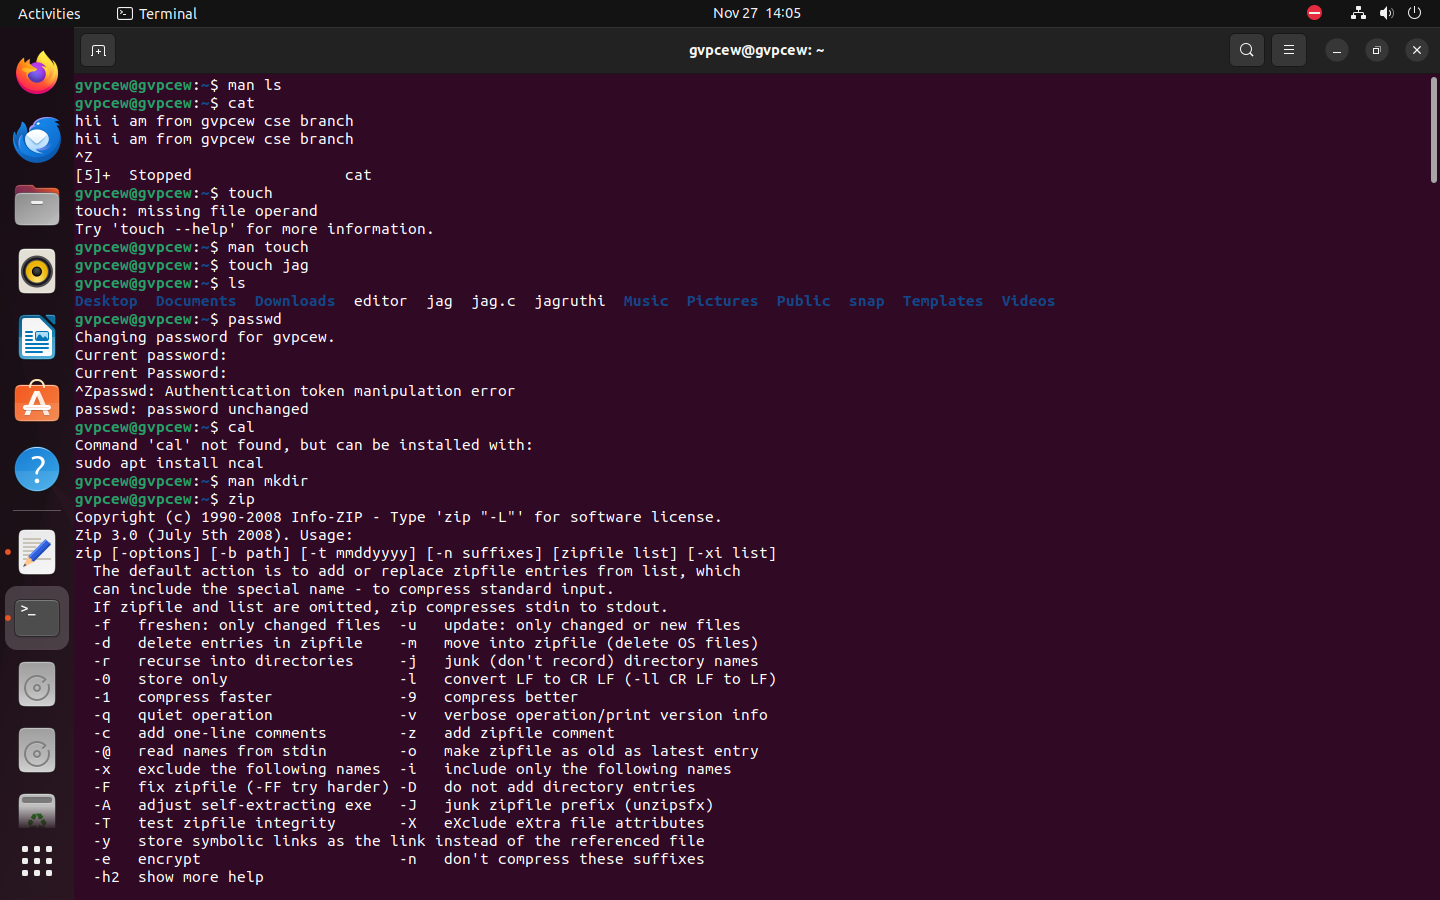 Activities Terminal Nov 27 14:05
gvpcew@gvpcew: ~
gvpcew@gvpcew:~$ man ls
gvpcew@gvpcew:~$ cat
hii i am from gvpcew cse branch
hii i am from gvpcew cse branch
^Z
[5]+  Stopped                 cat
gvpcew@gvpcew:~$ touch
touch: missing file operand
Try 'touch --help' for more information.
gvpcew@gvpcew:~$ man touch
gvpcew@gvpcew:~$ touch jag
gvpcew@gvpcew:~$ ls
Desktop  Documents  Downloads  editor  jag  jag.c  jagruthi  Music  Pictures  Public  snap  Templates  Videos
gvpcew@gvpcew:~$ passwd
Changing password for gvpcew.
Current password:
Current Password:
^Zpasswd: Authentication token manipulation error
passwd: password unchanged
gvpcew@gvpcew:~$ cal
Command 'cal' not found, but can be installed with:
sudo apt install ncal
gvpcew@gvpcew:~$ man mkdir
gvpcew@gvpcew:~$ zip
Copyright (c) 1990-2008 Info-ZIP - Type 'zip "-L"' for software license.
Zip 3.0 (July 5th 2008). Usage:
zip [-options] [-b path] [-t mmddyyyy] [-n suffixes] [zipfile list] [-xi list]
  The default action is to add or replace zipfile entries from list, which
  can include the special name - to compress standard input.
  If zipfile and list are omitted, zip compresses stdin to stdout.
  -f   freshen: only changed files  -u   update: only changed or new files
  -d   delete entries in zipfile    -m   move into zipfile (delete OS files)
  -r   recurse into directories     -j   junk (don't record) directory names
  -0   store only                   -l   convert LF to CR LF (-ll CR LF to LF)
  -1   compress faster              -9   compress better
  -q   quiet operation              -v   verbose operation/print version info
  -c   add one-line comments        -z   add zipfile comment
  -@   read names from stdin        -o   make zipfile as old as latest entry
  -x   exclude the following names  -i   include only the following names
  -F   fix zipfile (-FF try harder) -D   do not add directory entries
  -A   adjust self-extracting exe   -J   junk zipfile prefix (unzipsfx)
  -T   test zipfile integrity       -X   eXclude eXtra file attributes
  -y   store symbolic links as the link instead of the referenced file
  -e   encrypt                      -n   don't compress these suffixes
  -h2  show more help